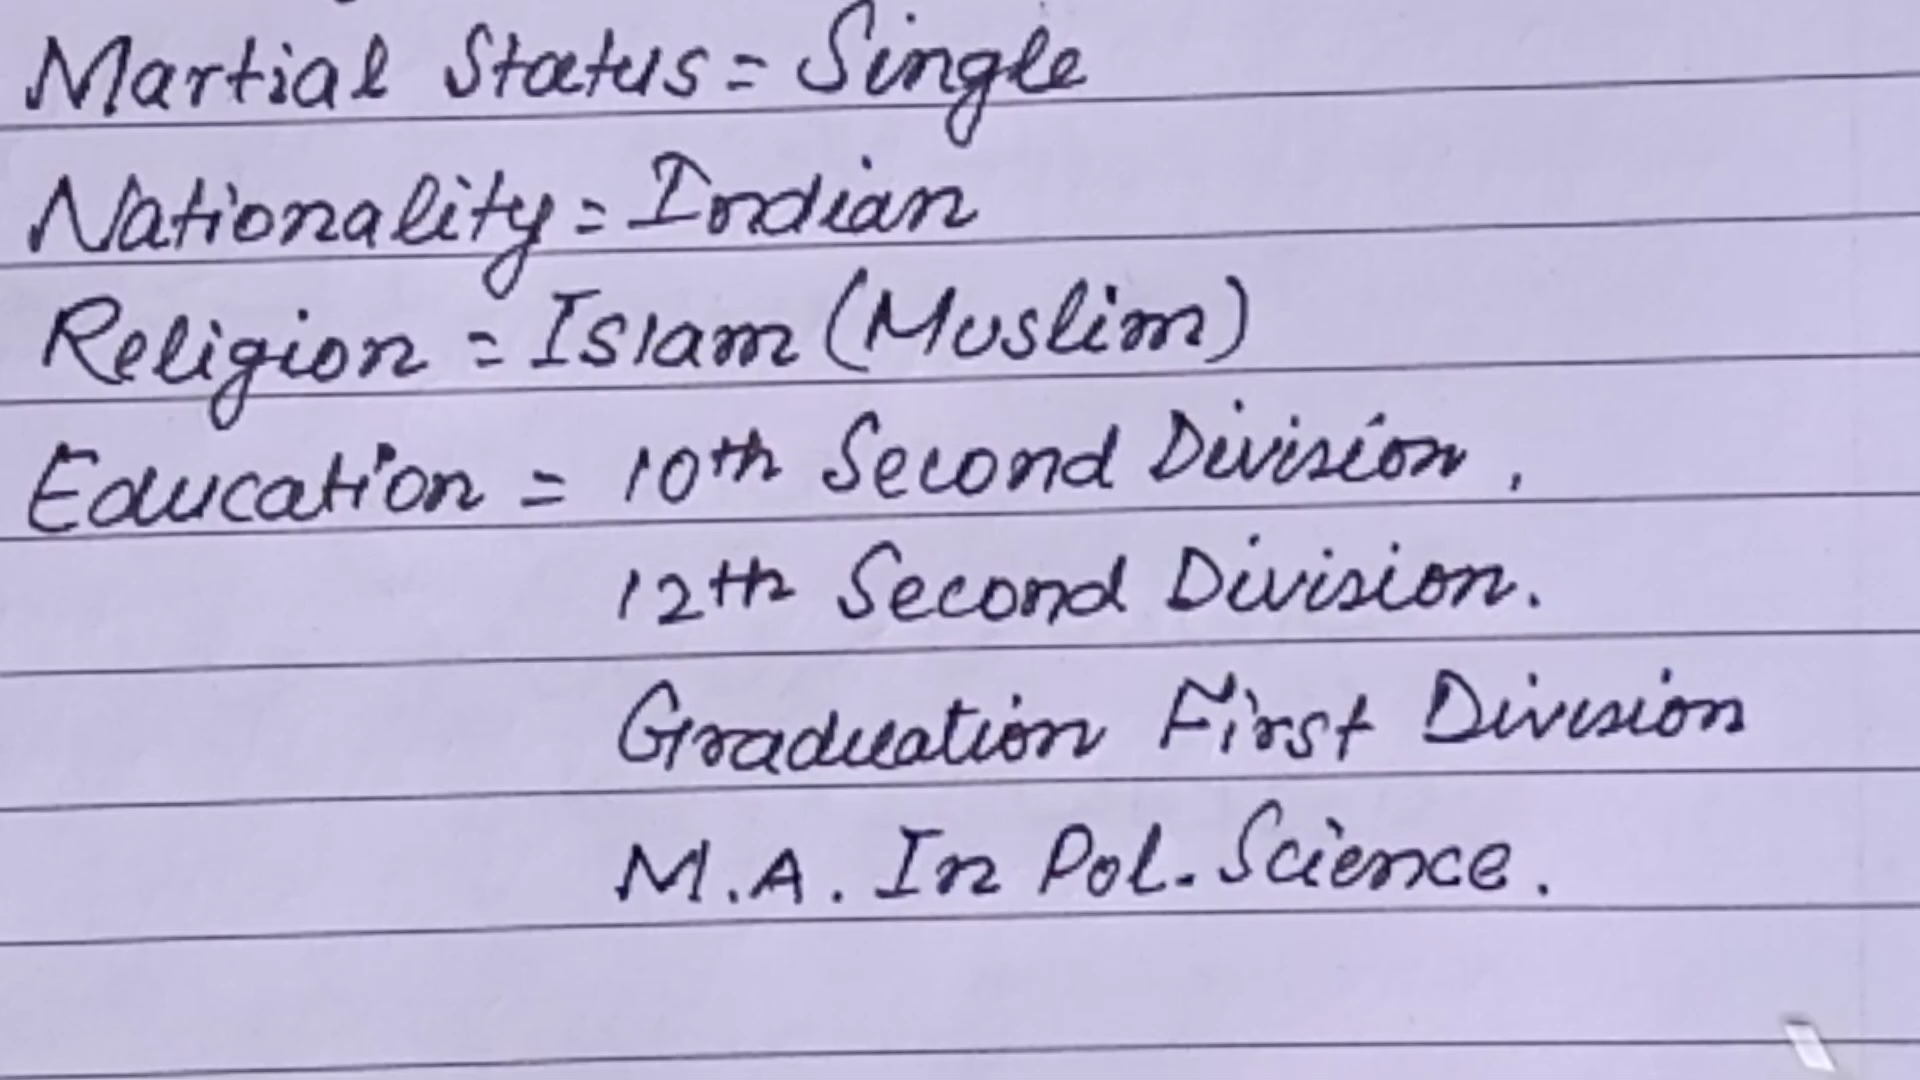 Martial Status = Single
Nationality = Indian
Religion = Islam (Muslim)
Education = 10th Second Division.
12th Second Division.
Graduation First Division
M.A. In Pol. Science.